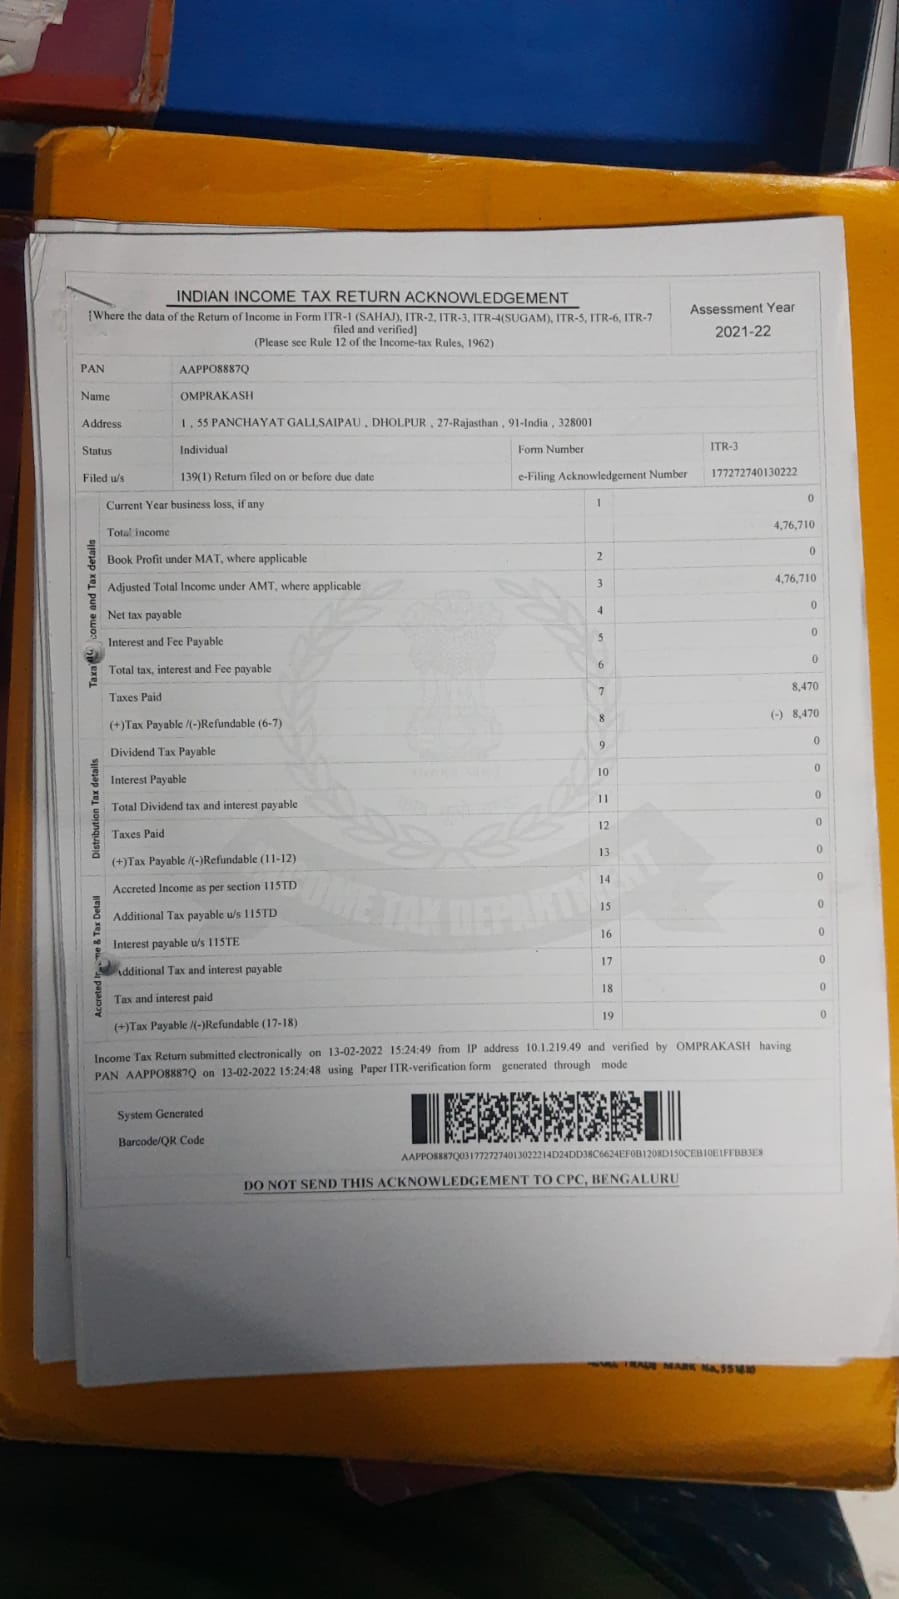 INDIAN INCOME TAX RETURN ACKNOWLEDGEMENT
[Where the data of the Return of Income in Form ITR-1 (SAHAJ), ITR-2, ITR-3, ITR-4(SUGAM), ITR-5, ITR-6, ITR-7
filed and verified]
(Please see Rule 12 of the Income-tax Rules, 1962)
Assessment Year
2021-22
PAN AAPPO8887Q
Name OMPRAKASH
Address 1 , 55 PANCHAYAT GALI,SAIPAU , DHOLPUR , 27-Rajasthan , 91-India , 328001
Status Individual Form Number ITR-3
Filed u/s 139(1) Return filed on or before due date e-Filing Acknowledgement Number 177272740130222
come and Tax details
Current Year business loss, if any 1 0
Total income 4,76,710
Book Profit under MAT, where applicable 2 0
Adjusted Total Income under AMT, where applicable 3 4,76,710
Net tax payable 4 0
Interest and Fee Payable 5 0
Total tax, interest and Fee payable 6 0
Taxes Paid 7 8,470
(+)Tax Payable /(-)Refundable (6-7) 8 (-) 8,470
Distribution Tax details
Dividend Tax Payable 9 0
Interest Payable 10 0
Total Dividend tax and interest payable 11 0
Taxes Paid 12 0
(+)Tax Payable /(-)Refundable (11-12) 13 0
Accreted & Tax Detail
Accreted Income as per section 115TD 14 0
Additional Tax payable u/s 115TD 15 0
Interest payable u/s 115TE 16 0
Additional Tax and interest payable 17 0
Tax and interest paid 18 0
(+)Tax Payable /(-)Refundable (17-18) 19 0
INCOME TAX DEPARTMENT
Income Tax Return submitted electronically on 13-02-2022 15:24:49 from IP address 10.1.219.49 and verified by OMPRAKASH having
PAN AAPPO8887Q on 13-02-2022 15:24:48 using Paper ITR-verification form generated through mode
System Generated
Barcode/QR Code
AAPPO8887Q0317727274013022214D24DD38C6624EF0B1208D150CEB10E1FFBB3E8
DO NOT SEND THIS ACKNOWLEDGEMENT TO CPC, BENGALURU
TRADE MARK No.